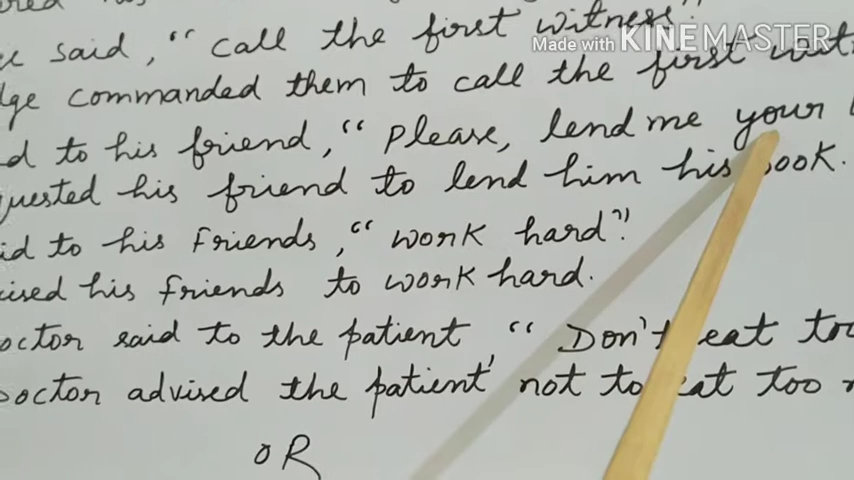 said, "call the first witness."
Made with KINEMASTER
commanded them to call the first
to his friend, "Please, lend me your
his friend to lend him his book.
to his Friends, "work hard".
his friends to work hard.
said to the patient "Don't eat too
Doctor advised the patient not to eat too
OR